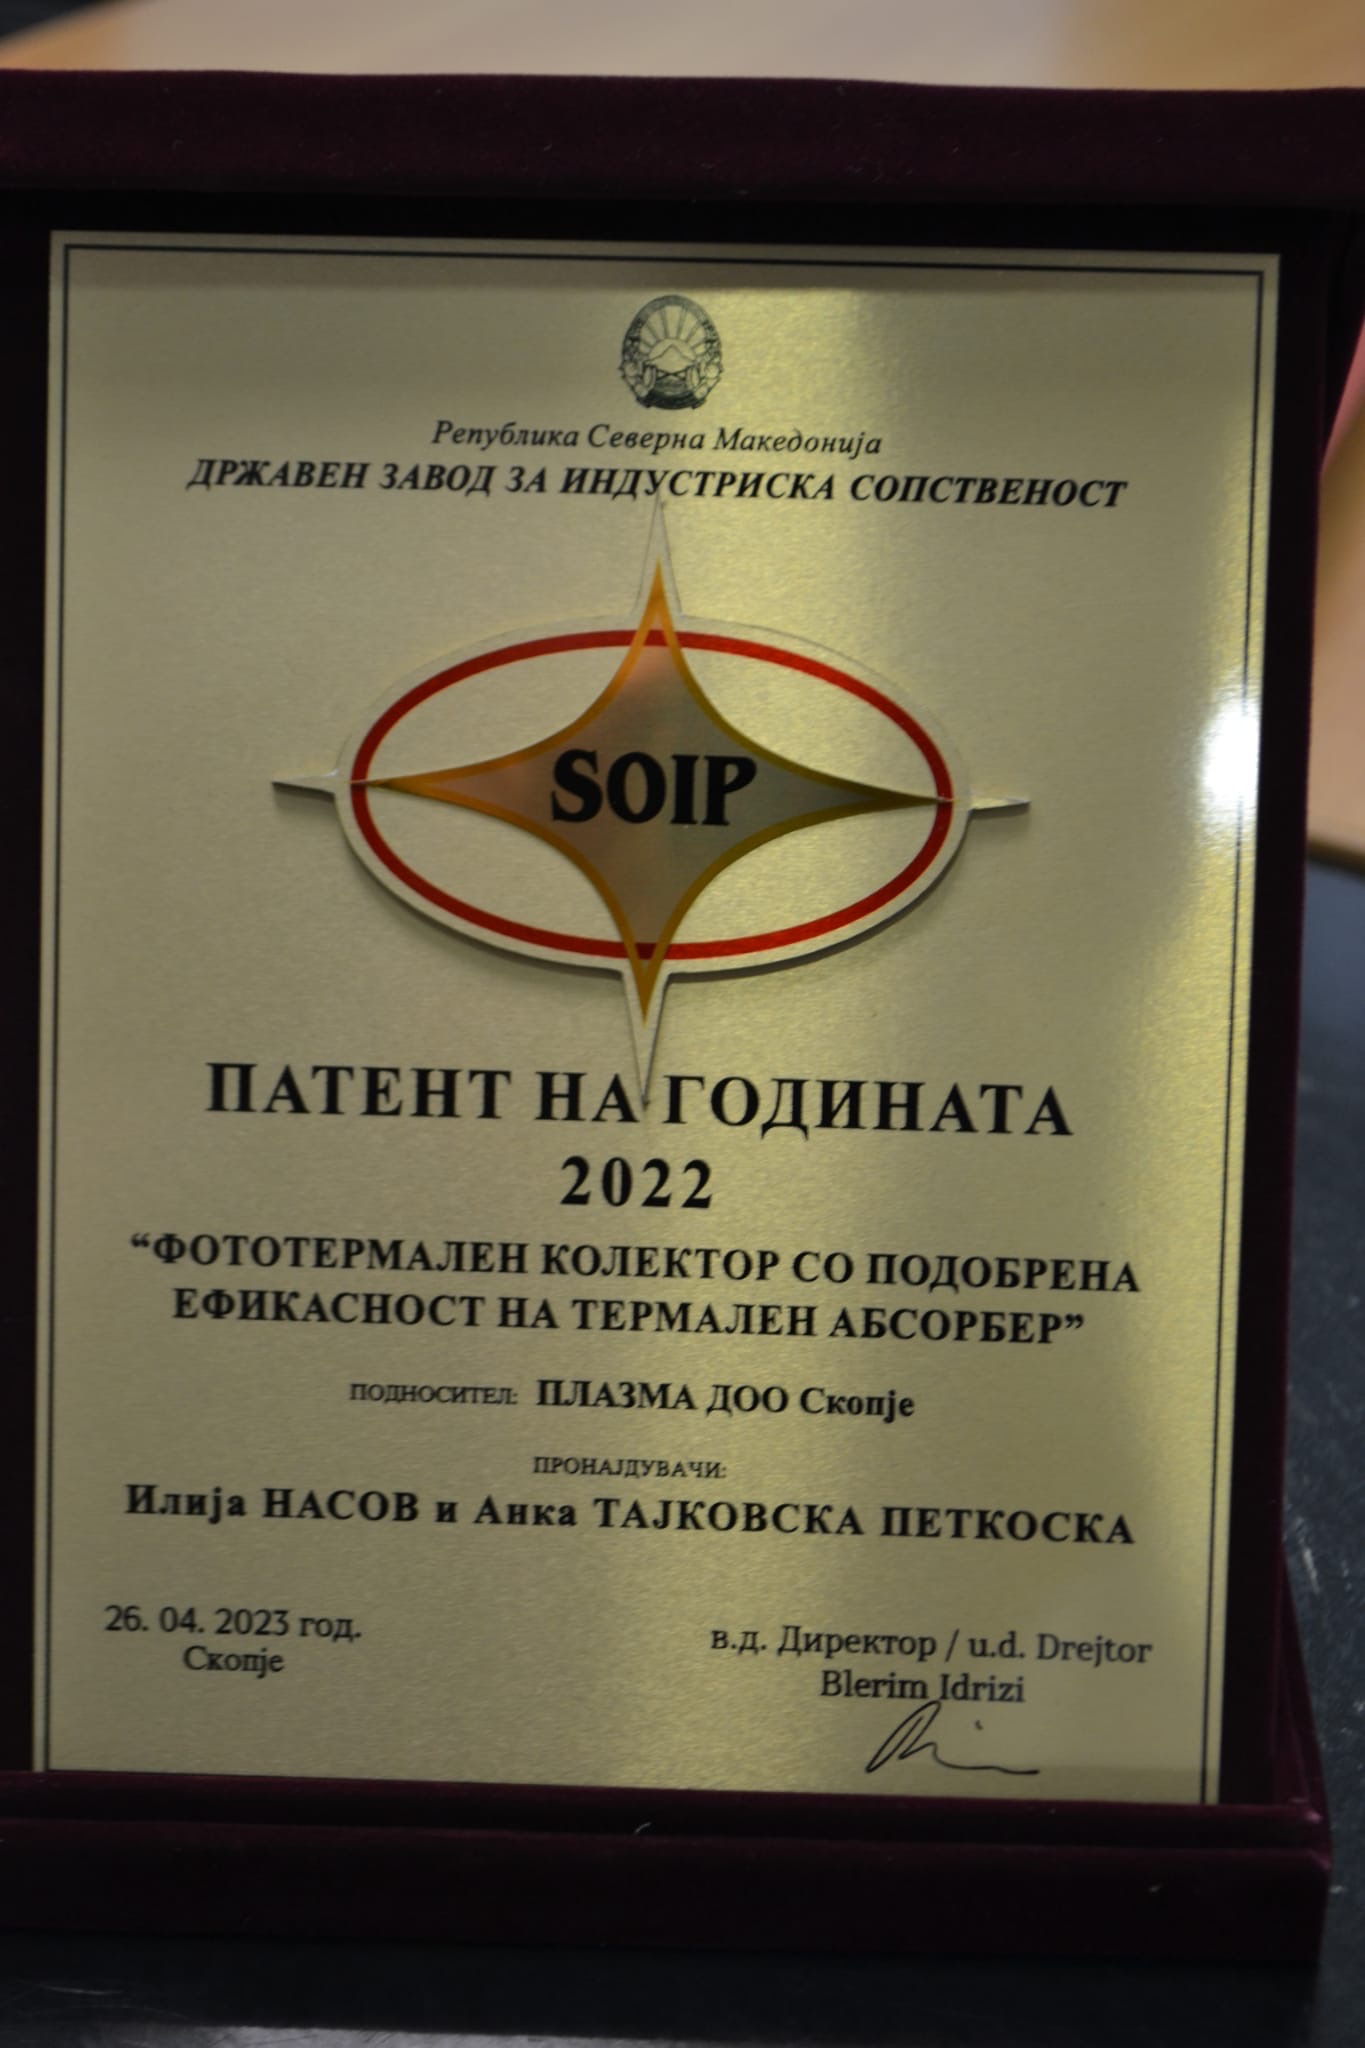 Република Северна Македонија
ДРЖАВЕН ЗАВОД ЗА ИНДУСТРИСКА СОПСТВЕНОСТ
SOIP
ПАТЕНТ НА ГОДИНАТА
2022
“ФОТОТЕРМАЛЕН КОЛЕКТОР СО ПОДОБРЕНА
ЕФИКАСНОСТ НА ТЕРМАЛЕН АБСОРБЕР”
ПОДНОСИТЕЛ: ПЛАЗМА ДОО Скопје
ПРОНАЈДУВАЧИ:
Илија НАСОВ и Анка ТАЈКОВСКА ПЕТКОСКА
26. 04. 2023 год.
Скопје
в.д. Директор / u.d. Drejtor
Blerim Idrizi